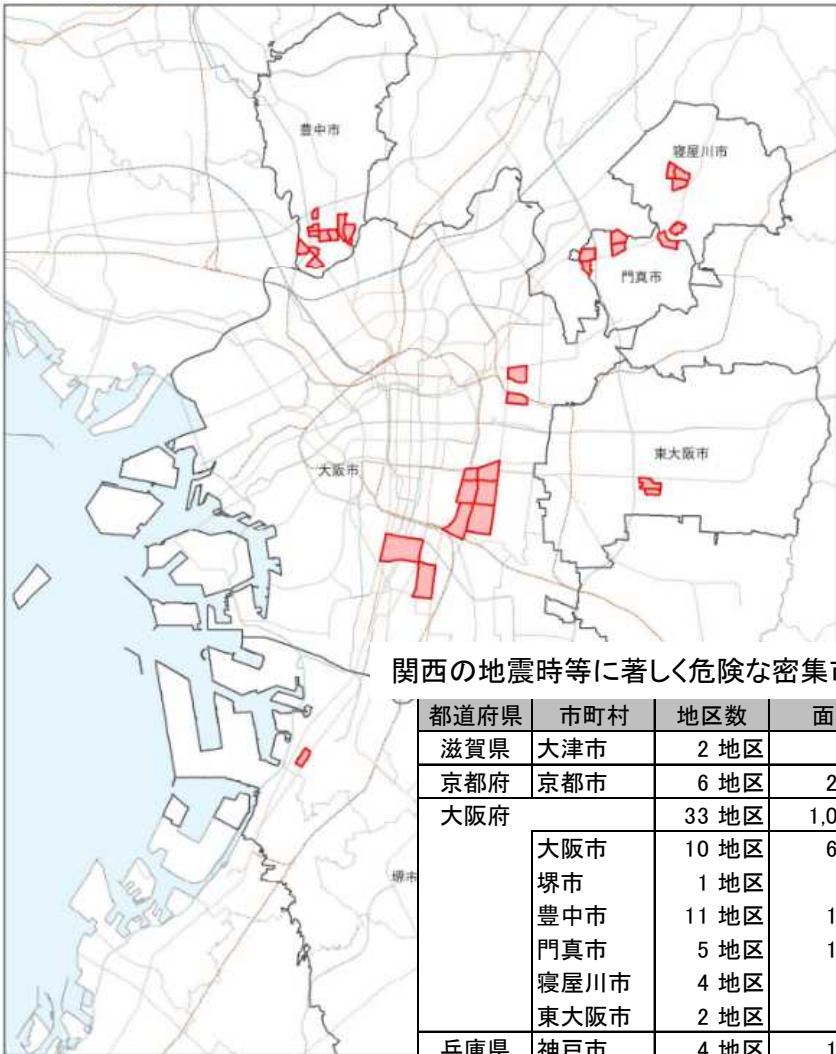 豊中市
寝屋川市
門真市
東大阪市
大阪市
堺市
関西の地震時等に著しく危険な密集
都道府県 市町村 地区数 面
滋賀県 大津市 2 地区
京都府 京都市 6 地区 2
大阪府 33 地区 1,0
大阪市 10 地区 6
堺市 1 地区
豊中市 11 地区 1
門真市 5 地区 1
寝屋川市 4 地区
東大阪市 2 地区
兵庫県 神戸市 4 地区 1